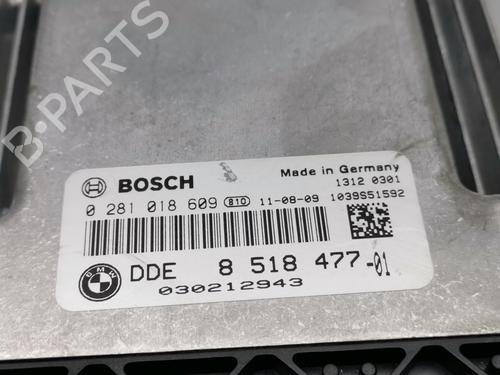 B-PARTS
BOSCH
Made in Germany
1312 0301
0 281 018 609 810 11-08-09 1039S51592
BMW
DDE 8 518 477-01
030212943